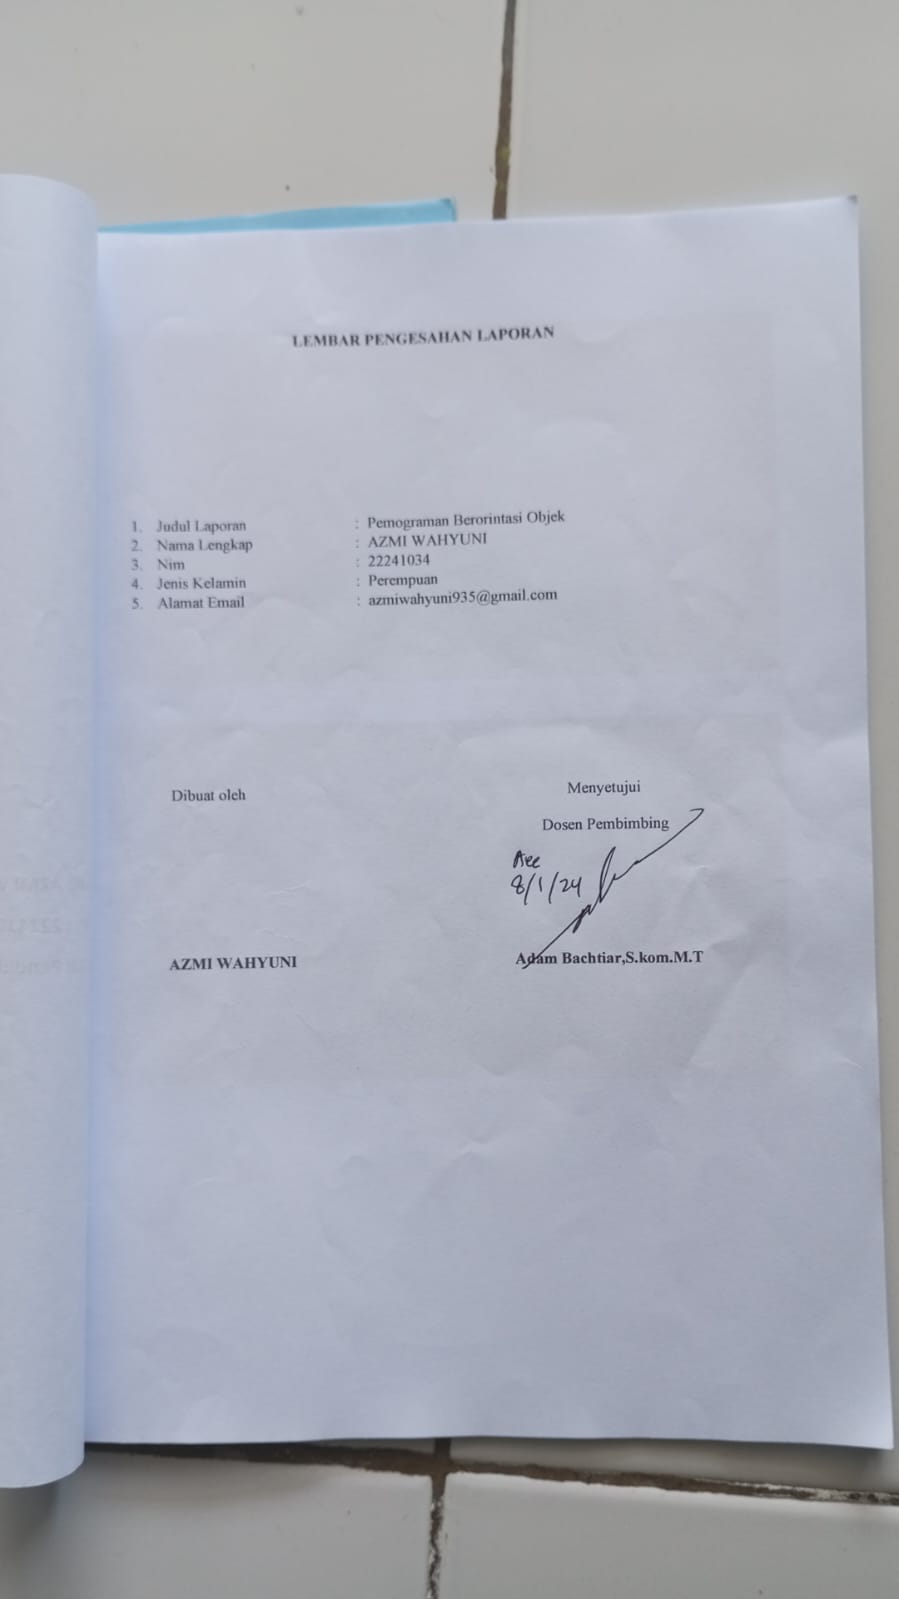 LEMBAR PENGESAHAN LAPORAN
1. Judul Laporan : Pemograman Berorintasi Objek
2. Nama Lengkap : AZMI WAHYUNI
3. Nim : 22241034
4. Jenis Kelamin : Perempuan
5. Alamat Email : azmiwahyuni935@gmail.com
Dibuat oleh
Menyetujui
Dosen Pembimbing
Acc
8/1/24
AZMI WAHYUNI
Adam Bachtiar,S.kom.M.T